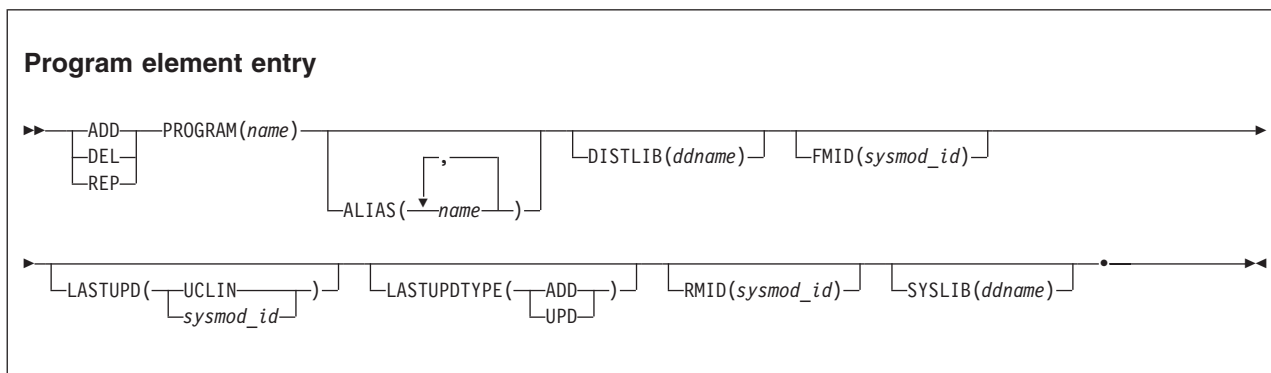 Program element entry
ADD PROGRAM(name) DISTLIB(ddname) FMID(sysmod_id)
DEL
REP
,
ALIAS( name )
LASTUPD( UCLIN ) LASTUPDTYPE( ADD ) RMID(sysmod_id) SYSLIB(ddname) .
sysmod_id UPD